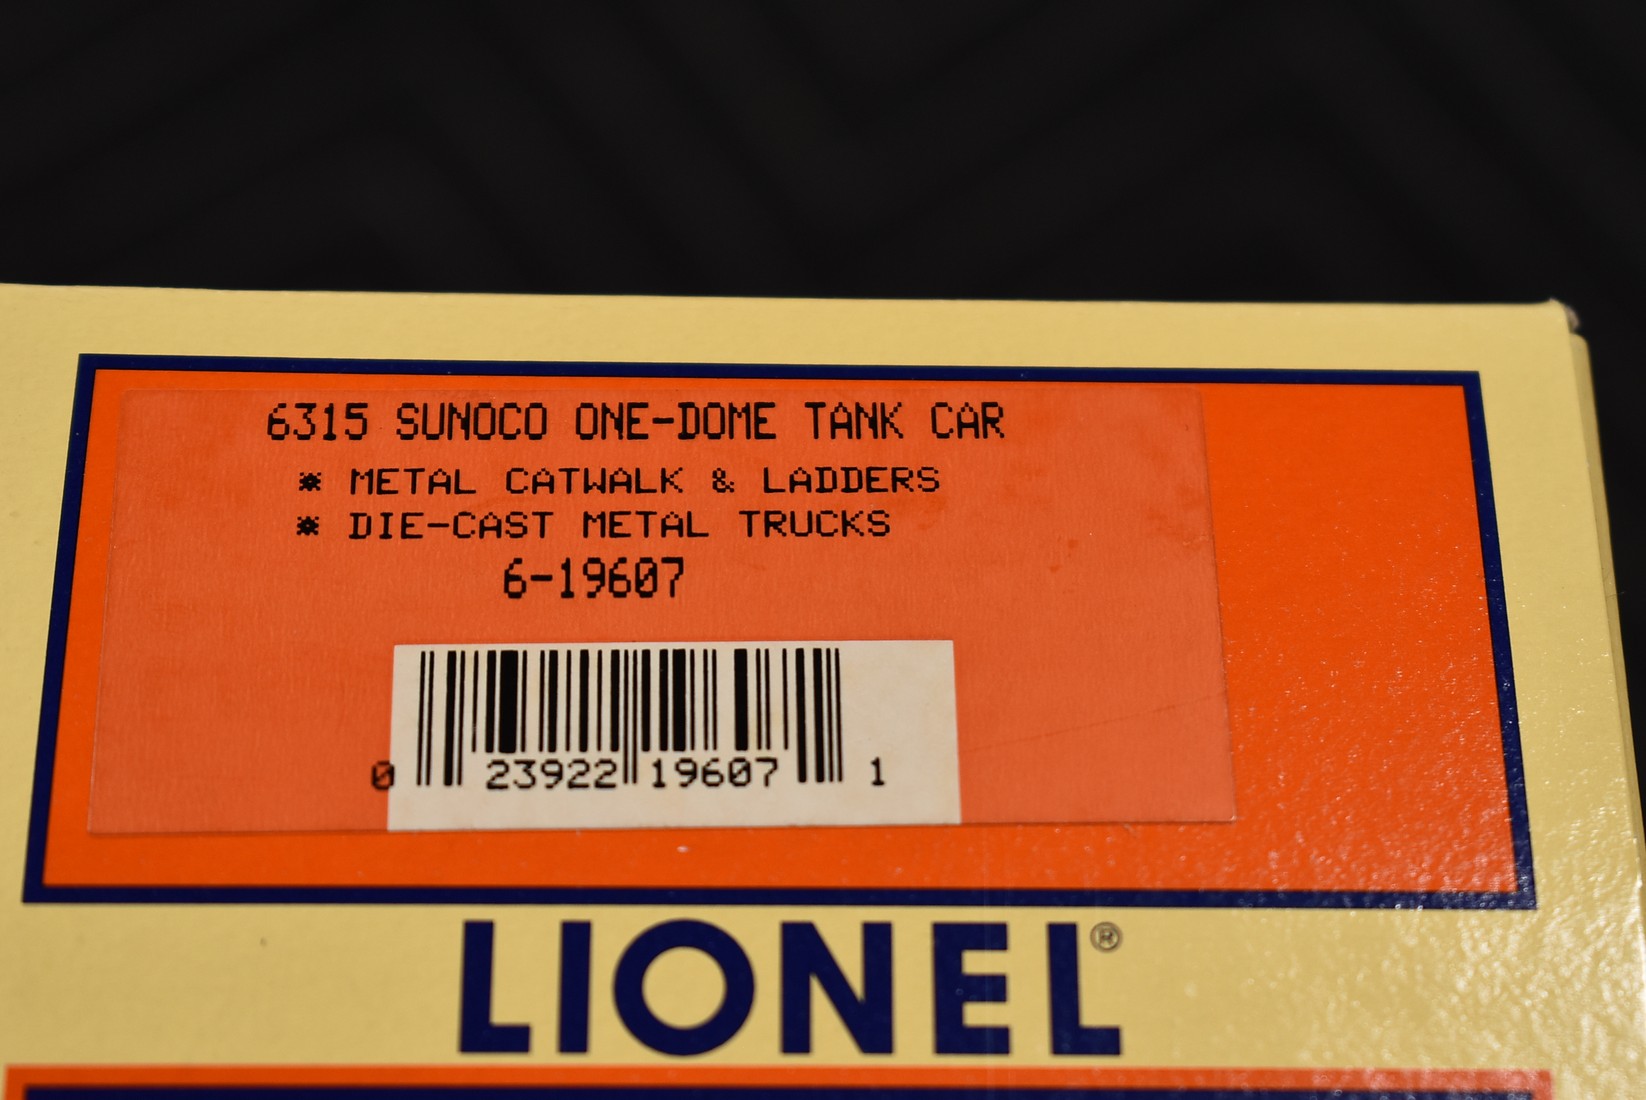 6315 SUNOCO ONE-DOME TANK CAR
* METAL CATWALK & LADDERS
* DIE-CAST METAL TRUCKS
6-19607
0 23922 19607 1
LIONEL®